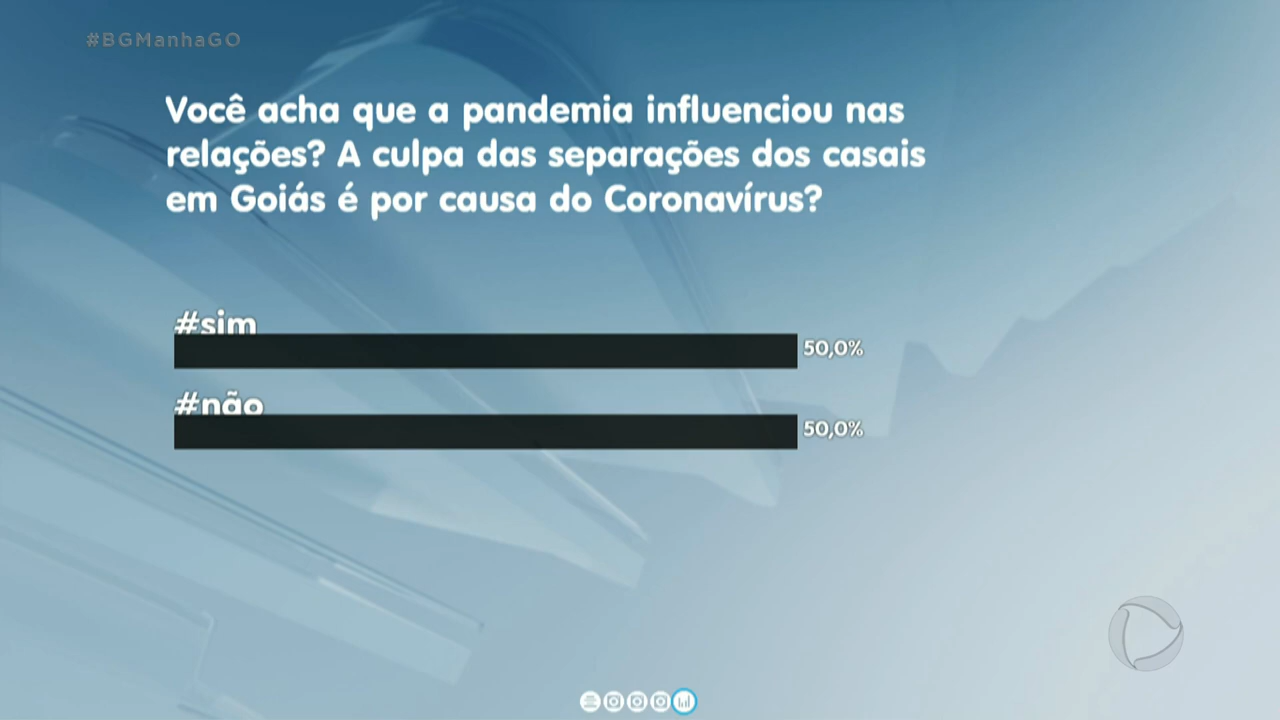 #BGManhaGO
Você acha que a pandemia influenciou nas
relações? A culpa das separações dos casais
em Goiás é por causa do Coronavírus?
#sim
50,0%
#não
50,0%